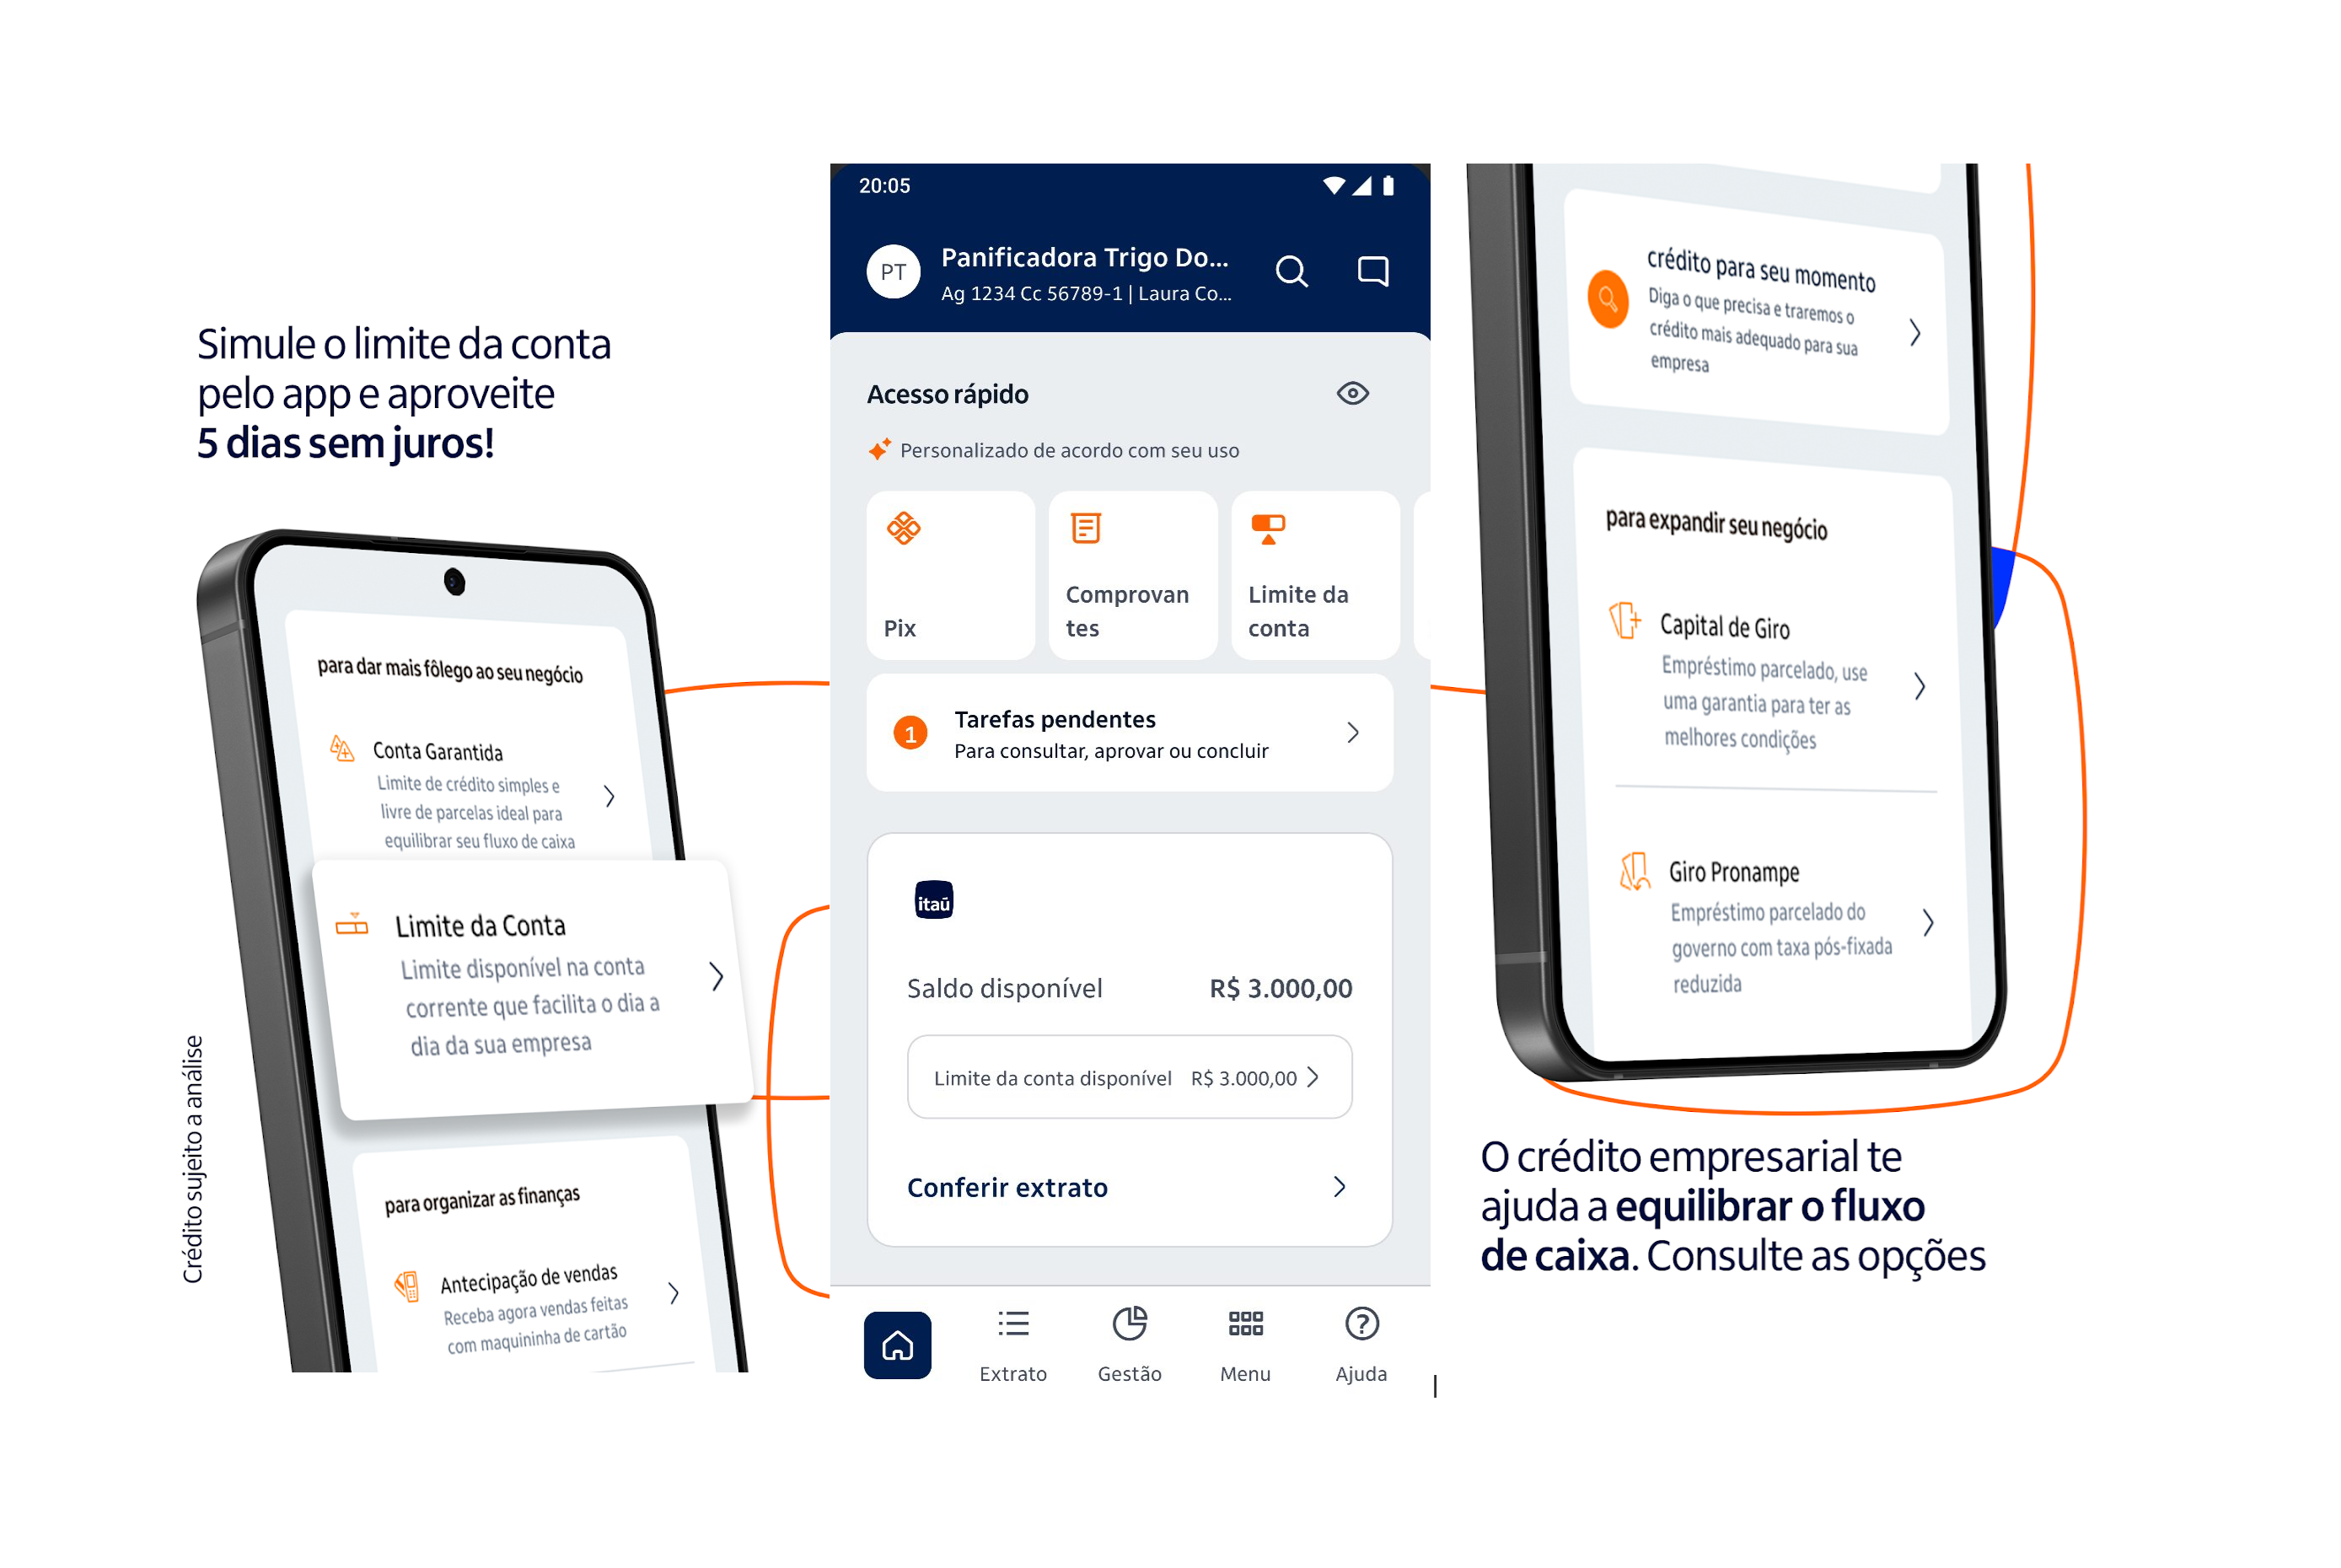 Simule o limite da conta
pelo app e aproveite
5 dias sem juros!
para dar mais fôlego ao seu negócio
Conta Garantida
Limite de crédito simples e
livre de parcelas ideal para
equilibrar seu fluxo de caixa
Limite da Conta
Limite disponível na conta
corrente que facilita o dia a
dia da sua empresa
para organizar as finanças
Antecipação de vendas
Receba agora vendas feitas
com maquininha de cartão
Crédito sujeito a análise
20:05
PT
Panificadora Trigo Do...
Ag 1234 Cc 56789-1 | Laura Co...
Acesso rápido
Personalizado de acordo com seu uso
Pix
Comprovan
tes
Limite da
conta
1
Tarefas pendentes
Para consultar, aprovar ou concluir
itaú
Saldo disponível R$ 3.000,00
Limite da conta disponível R$ 3.000,00
Conferir extrato
Extrato
Gestão
Menu
Ajuda
crédito para seu momento
Diga o que precisa e traremos o
crédito mais adequado para sua
empresa
para expandir seu negócio
Capital de Giro
Empréstimo parcelado, use
uma garantia para ter as
melhores condições
Giro Pronampe
Empréstimo parcelado do
governo com taxa pós-fixada
reduzida
O crédito empresarial te
ajuda a equilibrar o fluxo
de caixa. Consulte as opções